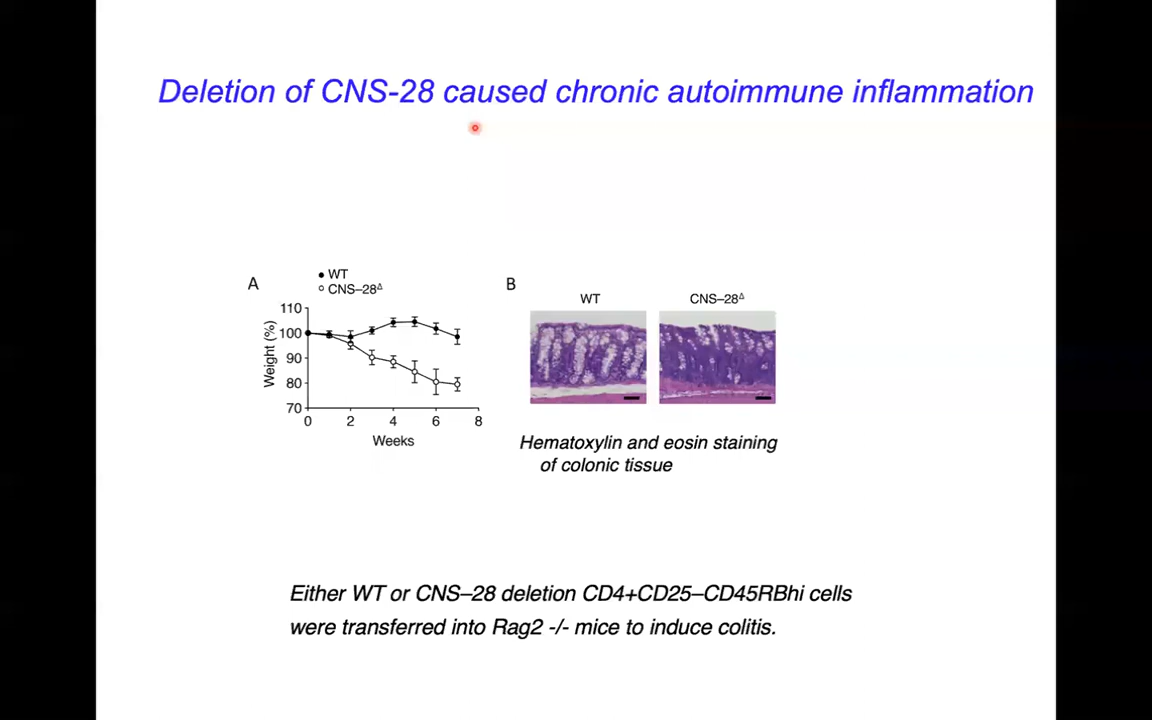 Deletion of CNS-28 caused chronic autoimmune inflammation
A
WT
CNS–28Δ
110
100
90
80
70
Weight (%)
0 2 4 6 8
Weeks
B
WT CNS–28Δ
Hematoxylin and eosin staining
of colonic tissue
Either WT or CNS–28 deletion CD4+CD25–CD45RBhi cells
were transferred into Rag2 -/- mice to induce colitis.